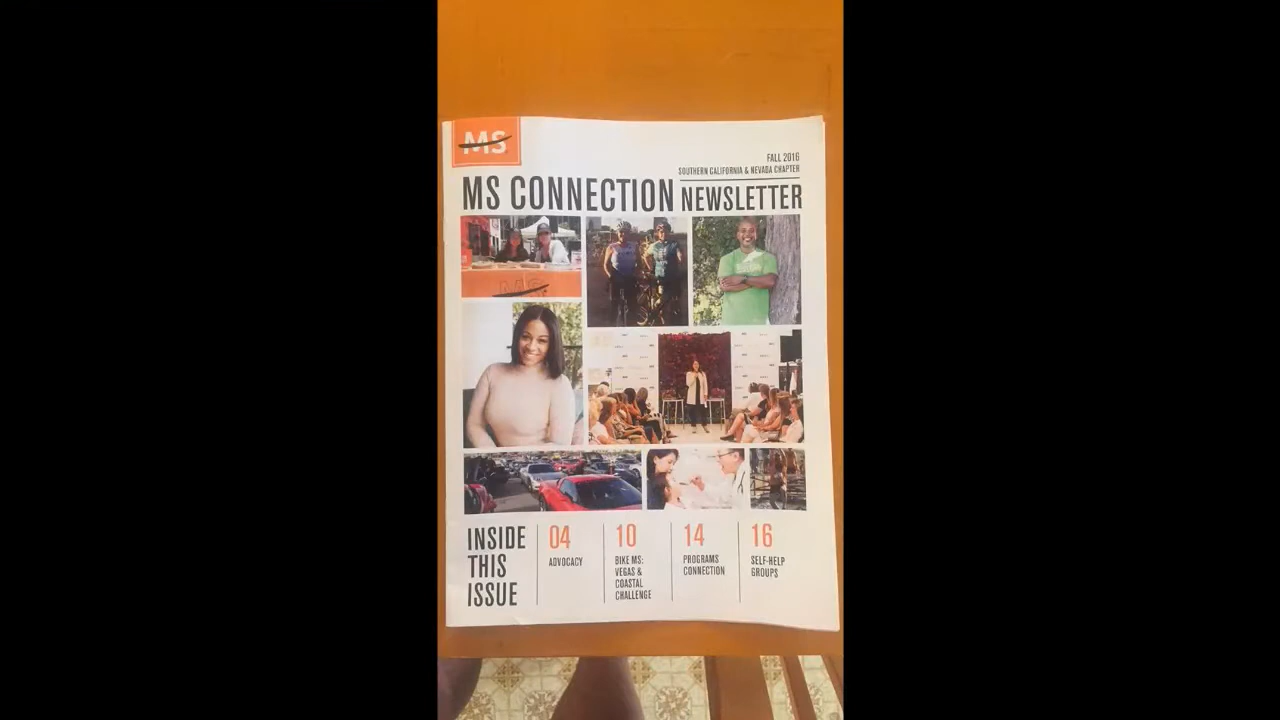 MS
FALL 2016
SOUTHERN CALIFORNIA & NEVADA CHAPTER
MS CONNECTION NEWSLETTER
MS
INSIDE
THIS
ISSUE
04
ADVOCACY
10
BIKE MS:
VEGAS &
COASTAL
CHALLENGE
14
PROGRAMS
CONNECTION
16
SELF-HELP
GROUPS